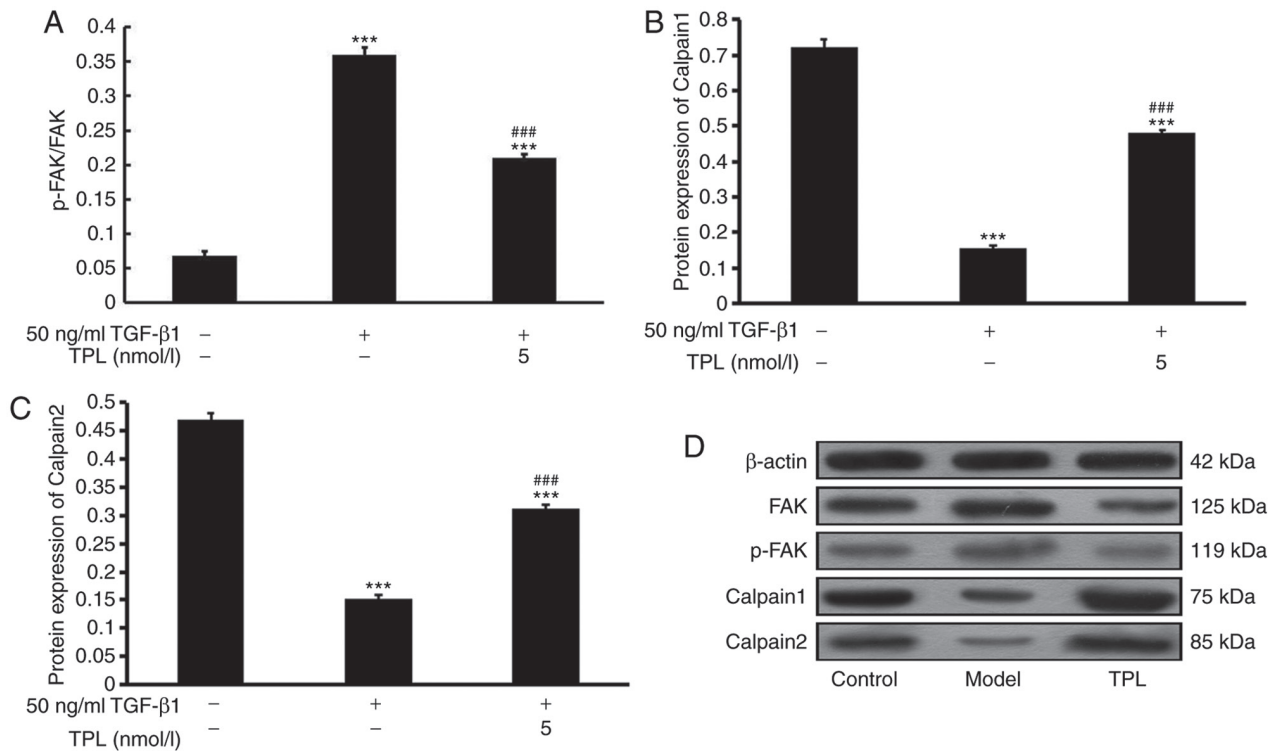 A
p-FAK/FAK
0.4
0.35
0.3
0.25
0.2
0.15
0.1
0.05
0
***
###
***
50 ng/ml TGF-β1 – + +
TPL (nmol/l) – – 5
B
Protein expression of Calpain1
0.8
0.7
0.6
0.5
0.4
0.3
0.2
0.1
0
***
###
***
50 ng/ml TGF-β1 – + +
TPL (nmol/l) – – 5
C
Protein expression of Calpain2
0.5
0.45
0.4
0.35
0.3
0.25
0.2
0.15
0.1
0.05
0
***
###
***
50 ng/ml TGF-β1 – + +
TPL (nmol/l) – – 5
D
β-actin 42 kDa
FAK 125 kDa
p-FAK 119 kDa
Calpain1 75 kDa
Calpain2 85 kDa
Control Model TPL